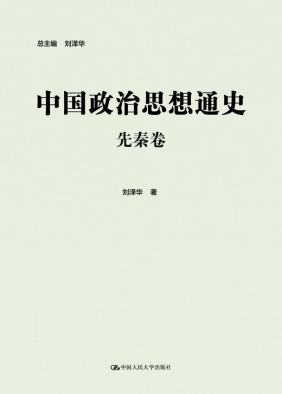 总主编 刘泽华
中国政治思想通史
先秦卷
刘泽华 著
中国人民大学出版社